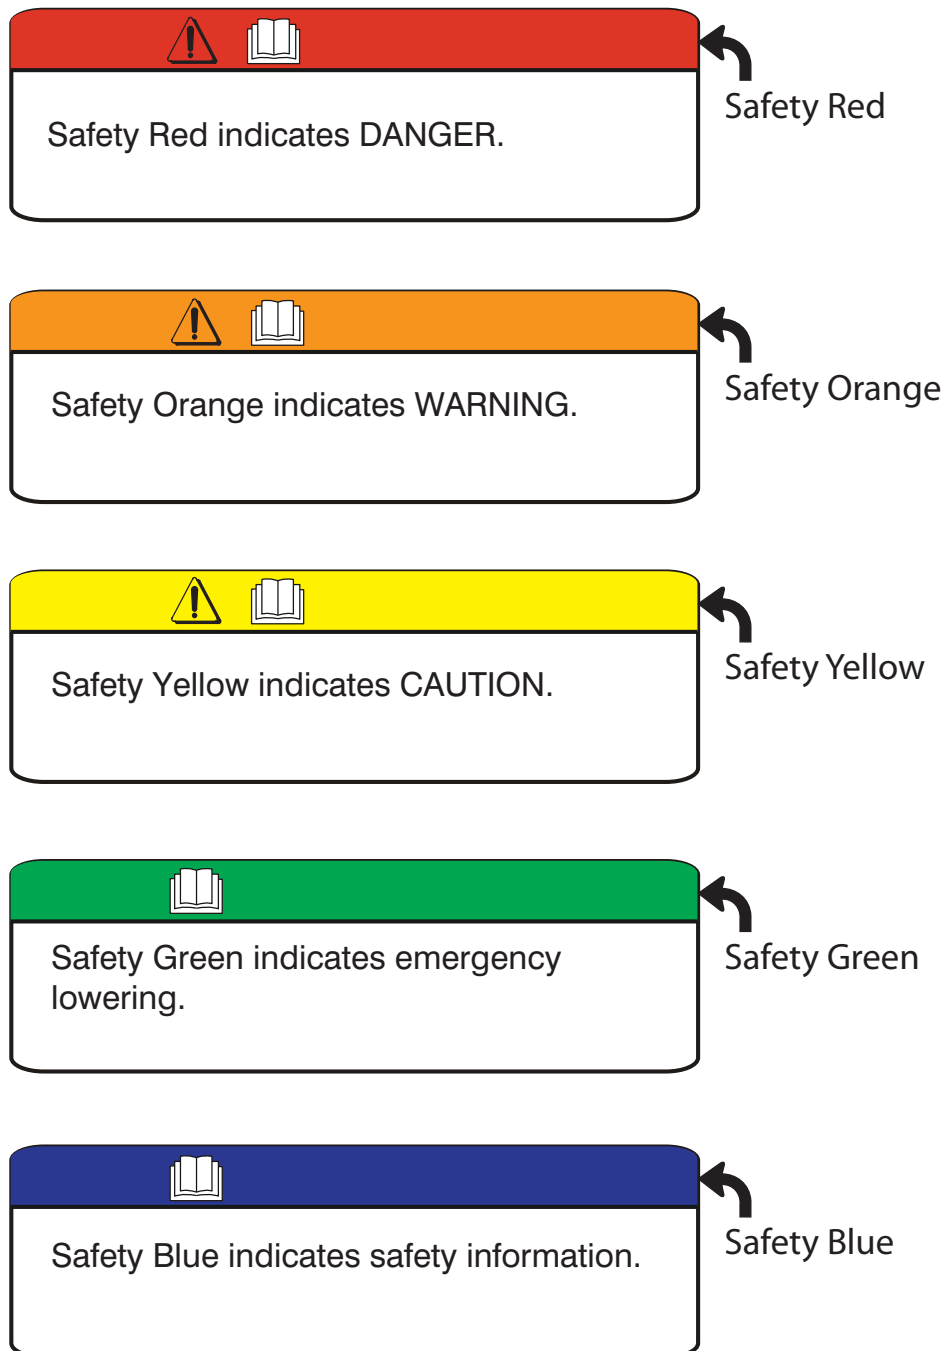 Safety Red
Safety Red indicates DANGER.
Safety Orange
Safety Orange indicates WARNING.
Safety Yellow
Safety Yellow indicates CAUTION.
Safety Green indicates emergency
lowering.
Safety Green
Safety Blue
Safety Blue indicates safety information.